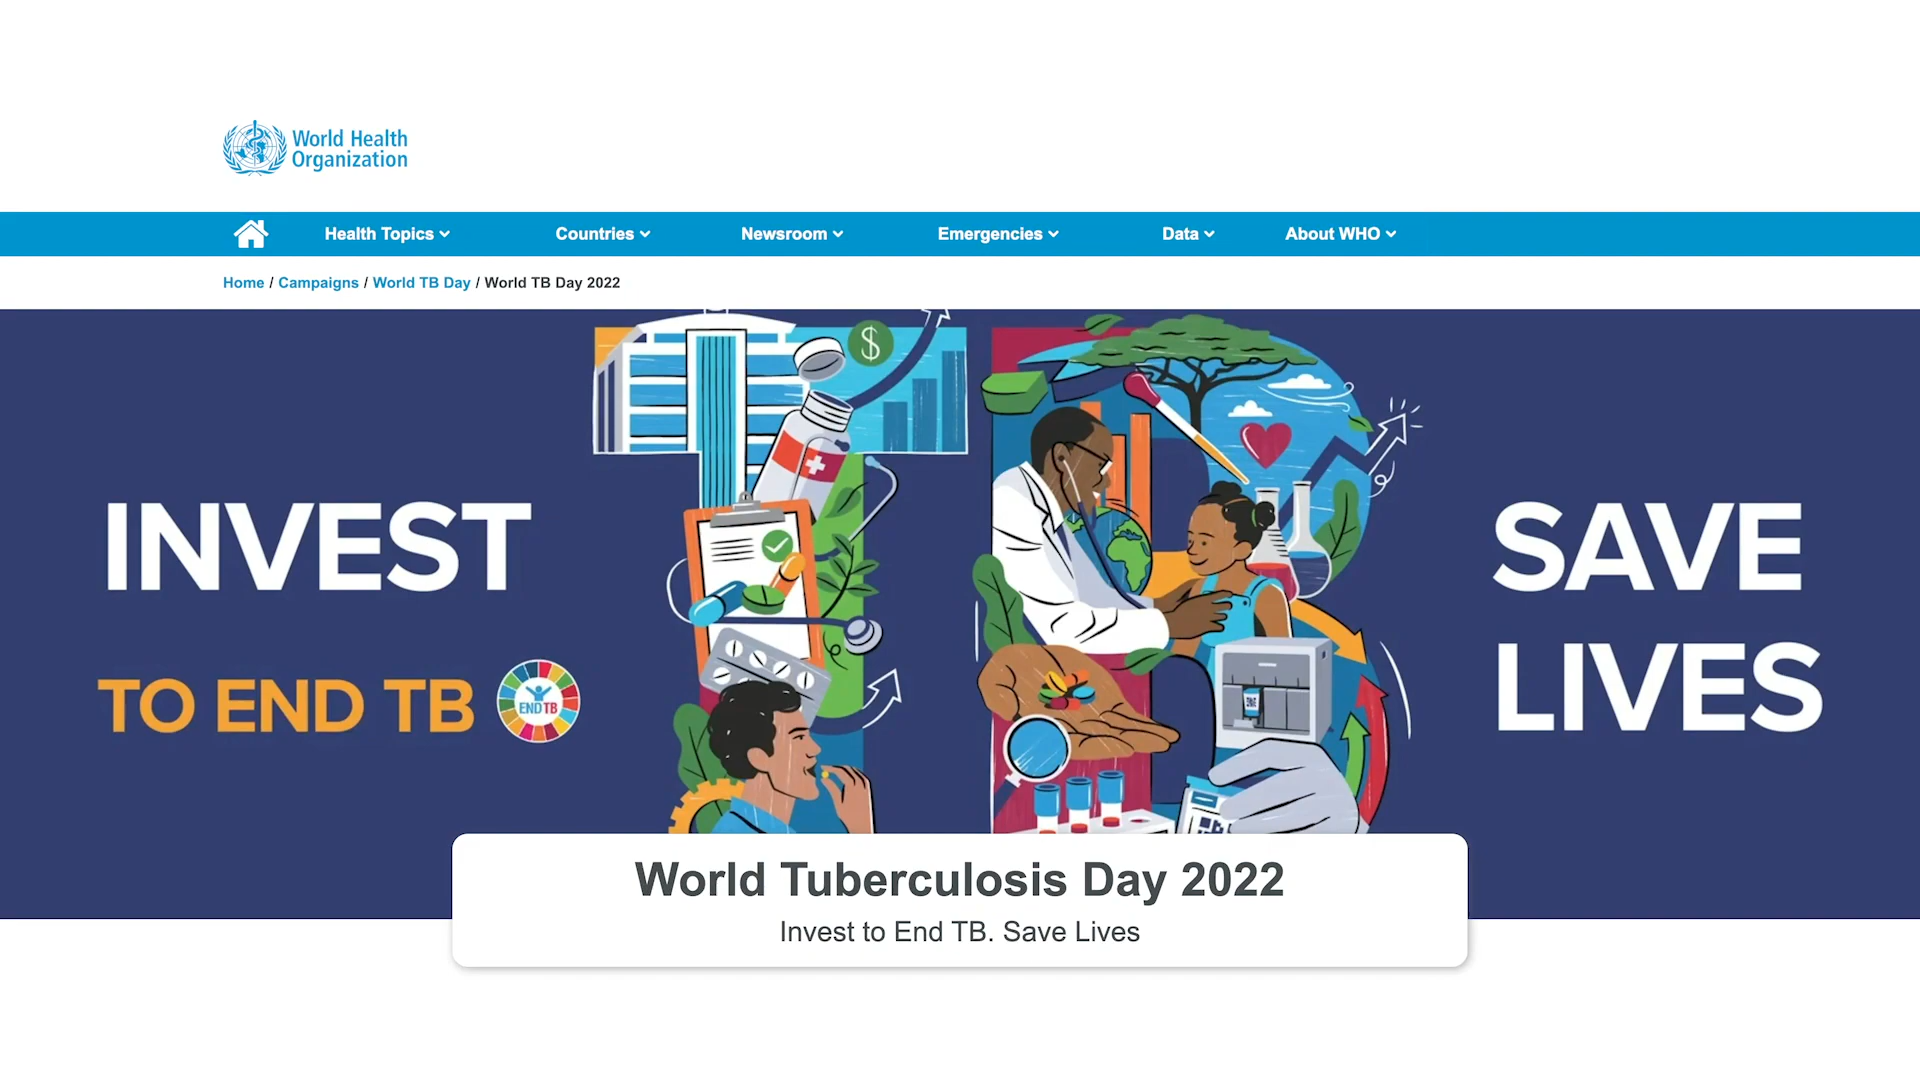 World Health
Organization
Health Topics
Countries
Newsroom
Emergencies
Data
About WHO
Home / Campaigns / World TB Day / World TB Day 2022
$
INVEST
TO END TB
END TB
SAVE
LIVES
World Tuberculosis Day 2022
Invest to End TB. Save Lives